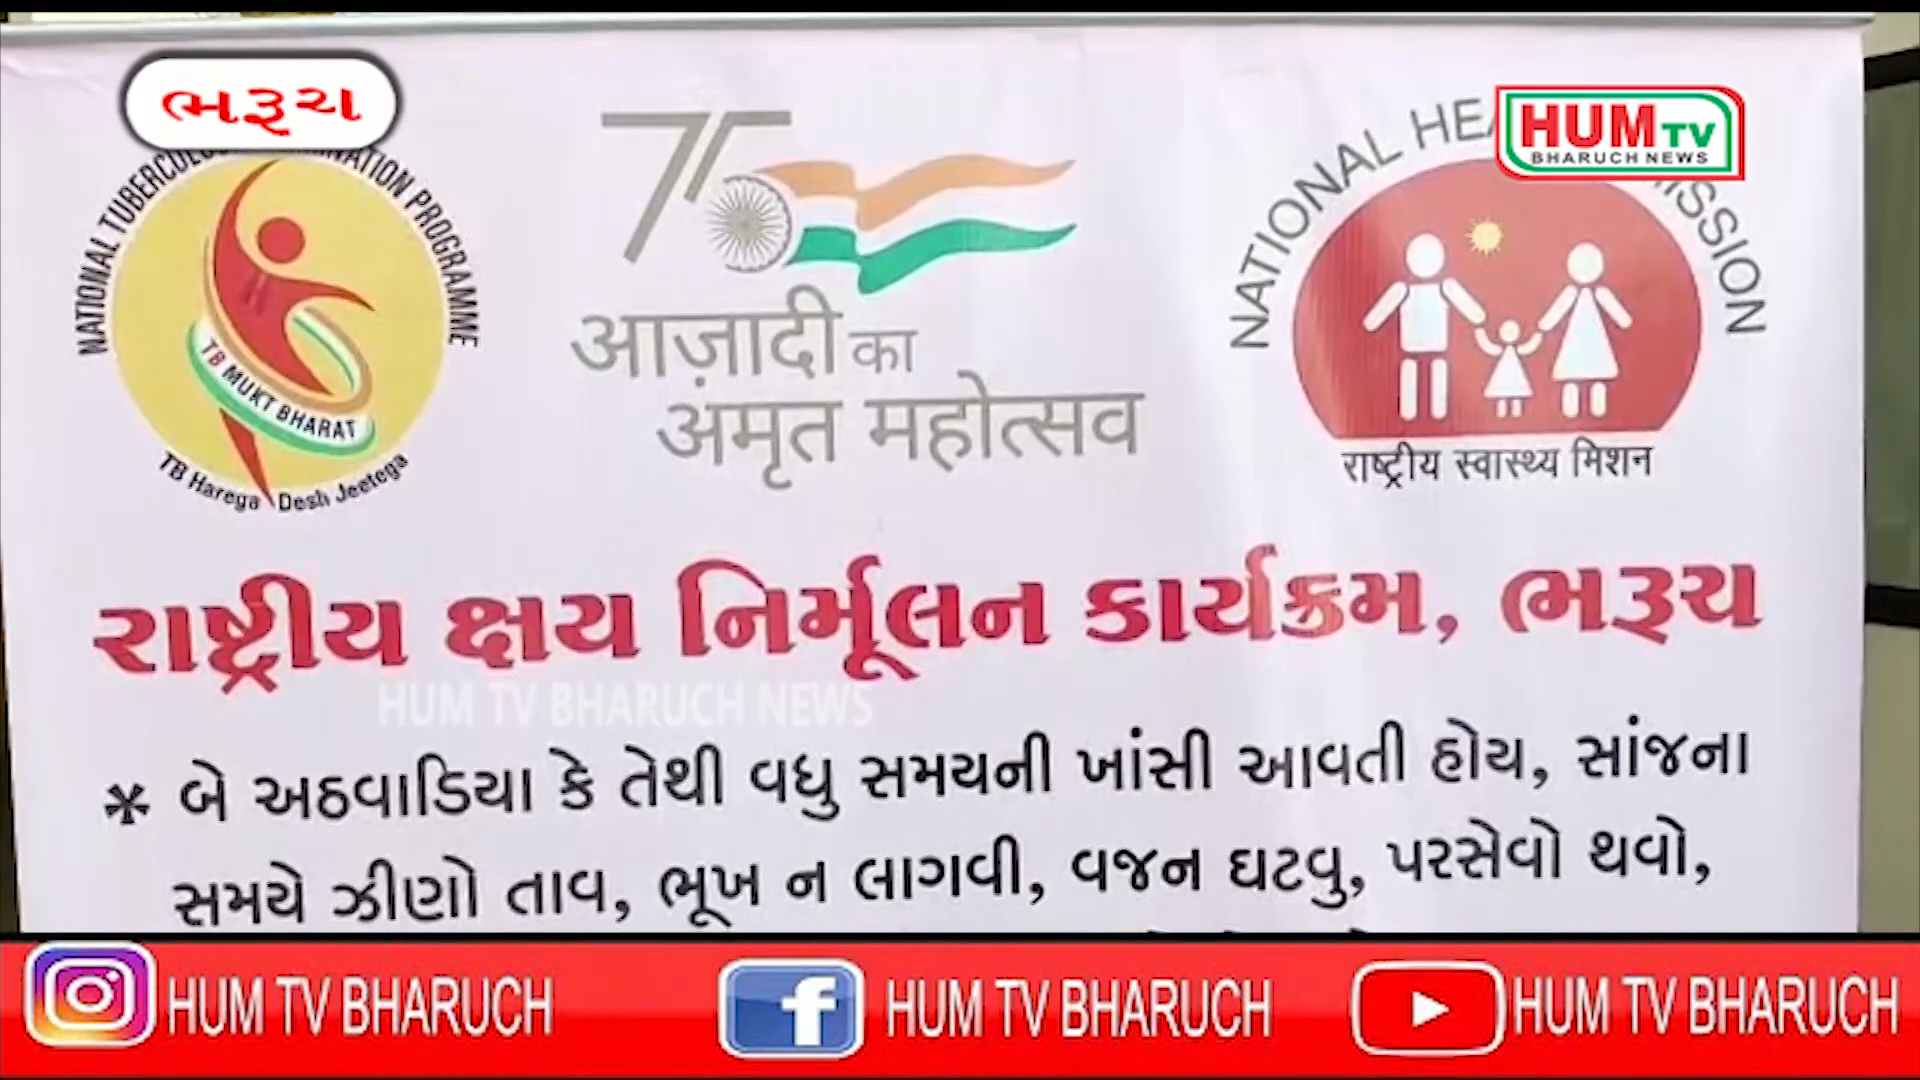 ભરૂચ
NATIONAL TUBERCULOSIS ELIMINATION PROGRAMME
TB MUKT BHARAT
TB Harega Desh Jeetega
75
आज़ादी का
अमृत महोत्सव
NATIONAL HEALTH MISSION
राष्ट्रीय स्वास्थ्य मिशन
HUM TV
BHARUCH NEWS
રાષ્ટ્રીય ક્ષય નિર્મૂલન કાર્યક્રમ, ભરૂચ
HUM TV BHARUCH NEWS
* બે અઠવાડિયા કે તેથી વધુ સમયની ખાંસી આવતી હોય, સાંજના
સમયે ઝીણો તાવ, ભૂખ ન લાગવી, વજન ઘટવુ, પરસેવો થવો,
HUM TV BHARUCH
HUM TV BHARUCH
HUM TV BHARUCH